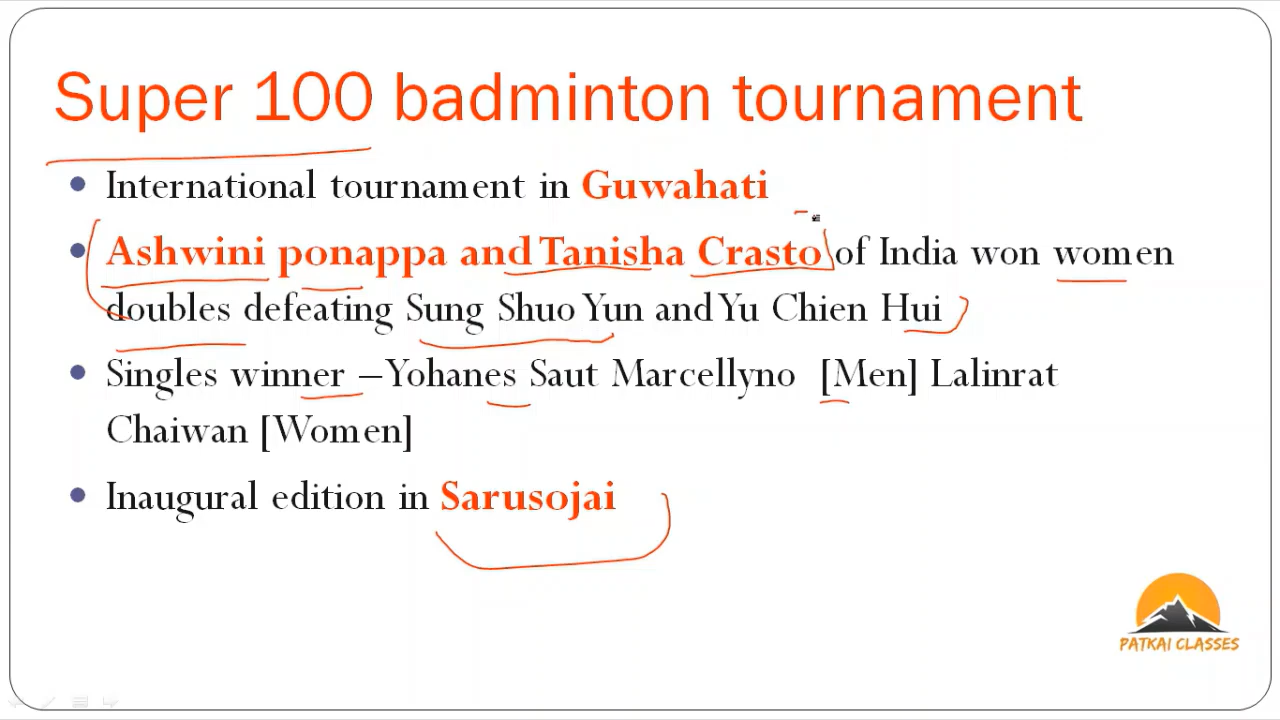 Super 100 badminton tournament
• International tournament in Guwahati
• Ashwini ponappa and Tanisha Crasto of India won women
doubles defeating Sung Shuo Yun and Yu Chien Hui
• Singles winner –Yohanes Saut Marcellyno [Men] Lalinrat
Chaiwan [Women]
• Inaugural edition in Sarusojai
PATKAI CLASSES